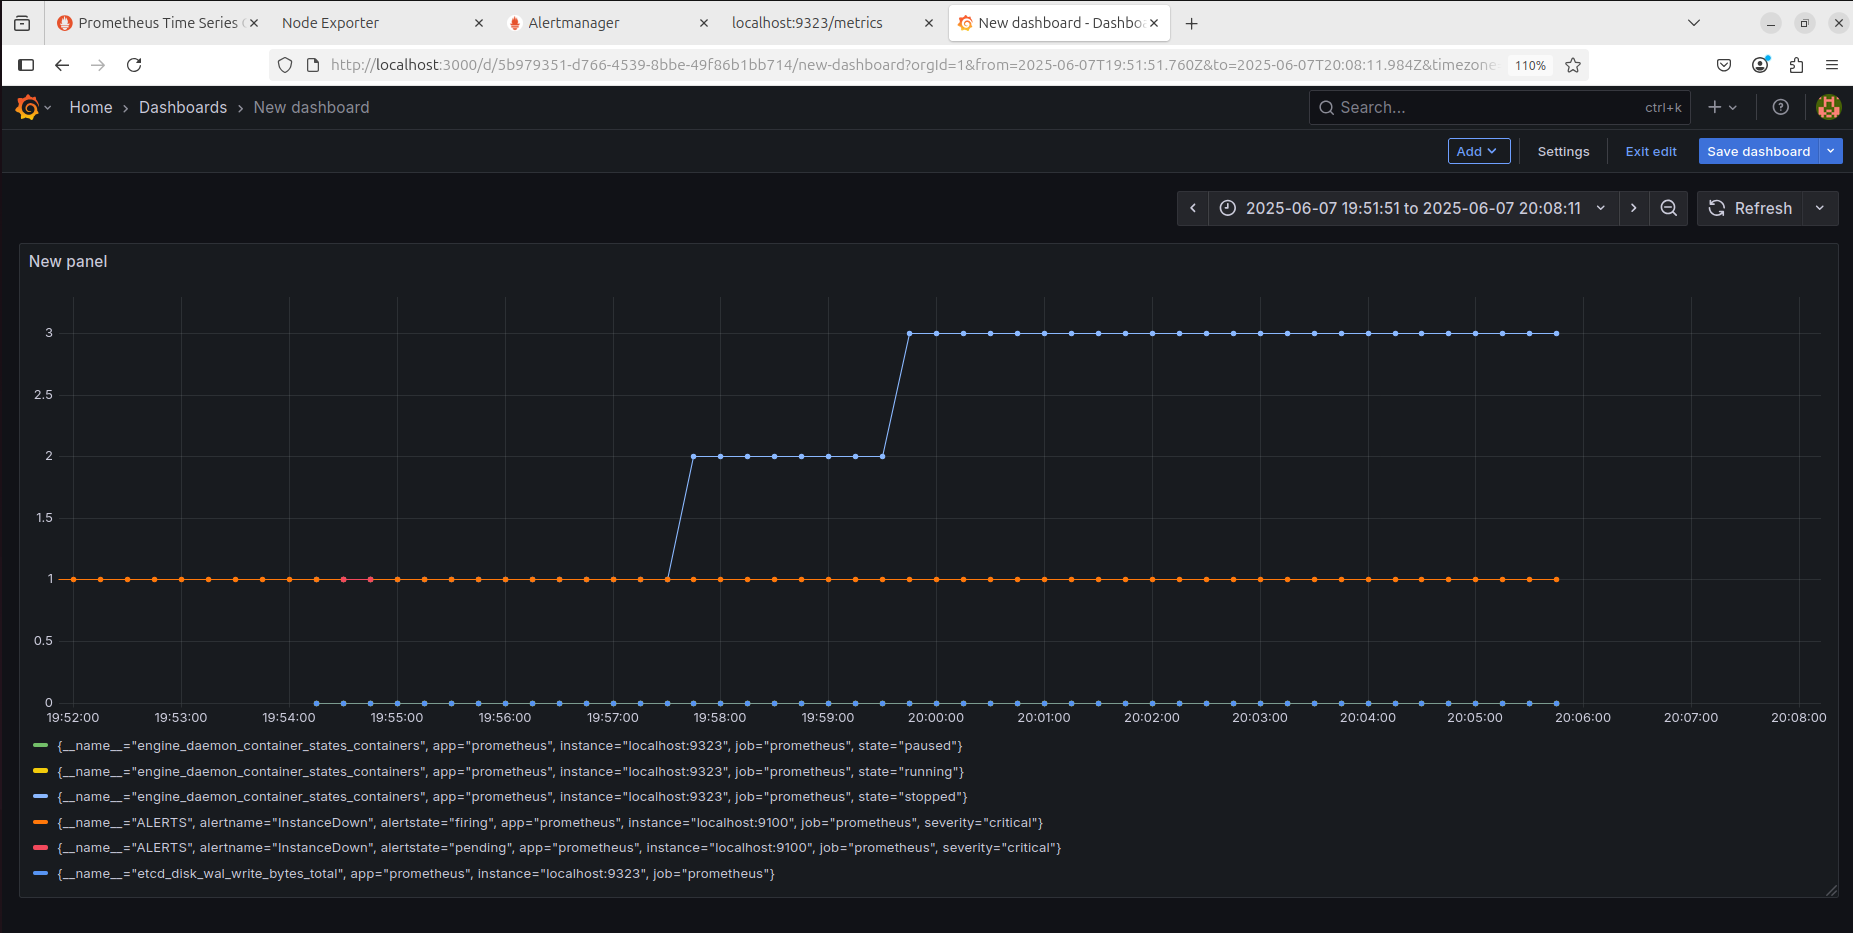 Prometheus Time Series
Node Exporter
Alertmanager
localhost:9323/metrics
New dashboard - Dashbo
http://localhost:3000/d/5b979351-d766-4539-8bbe-49f86b1bb714/new-dashboard?orgId=1&from=2025-06-07T19:51:51.760Z&to=2025-06-07T20:08:11.984Z&timezone
110%
Home › Dashboards › New dashboard
Search...
ctrl+k
Add
Settings
Exit edit
Save dashboard
2025-06-07 19:51:51 to 2025-06-07 20:08:11
Refresh
New panel
3
2.5
2
1.5
1
0.5
0
19:52:00 19:53:00 19:54:00 19:55:00 19:56:00 19:57:00 19:58:00 19:59:00 20:00:00 20:01:00 20:02:00 20:03:00 20:04:00 20:05:00 20:06:00 20:07:00 20:08:00
{__name__="engine_daemon_container_states_containers", app="prometheus", instance="localhost:9323", job="prometheus", state="paused"}
{__name__="engine_daemon_container_states_containers", app="prometheus", instance="localhost:9323", job="prometheus", state="running"}
{__name__="engine_daemon_container_states_containers", app="prometheus", instance="localhost:9323", job="prometheus", state="stopped"}
{__name__="ALERTS", alertname="InstanceDown", alertstate="firing", app="prometheus", instance="localhost:9100", job="prometheus", severity="critical"}
{__name__="ALERTS", alertname="InstanceDown", alertstate="pending", app="prometheus", instance="localhost:9100", job="prometheus", severity="critical"}
{__name__="etcd_disk_wal_write_bytes_total", app="prometheus", instance="localhost:9323", job="prometheus"}